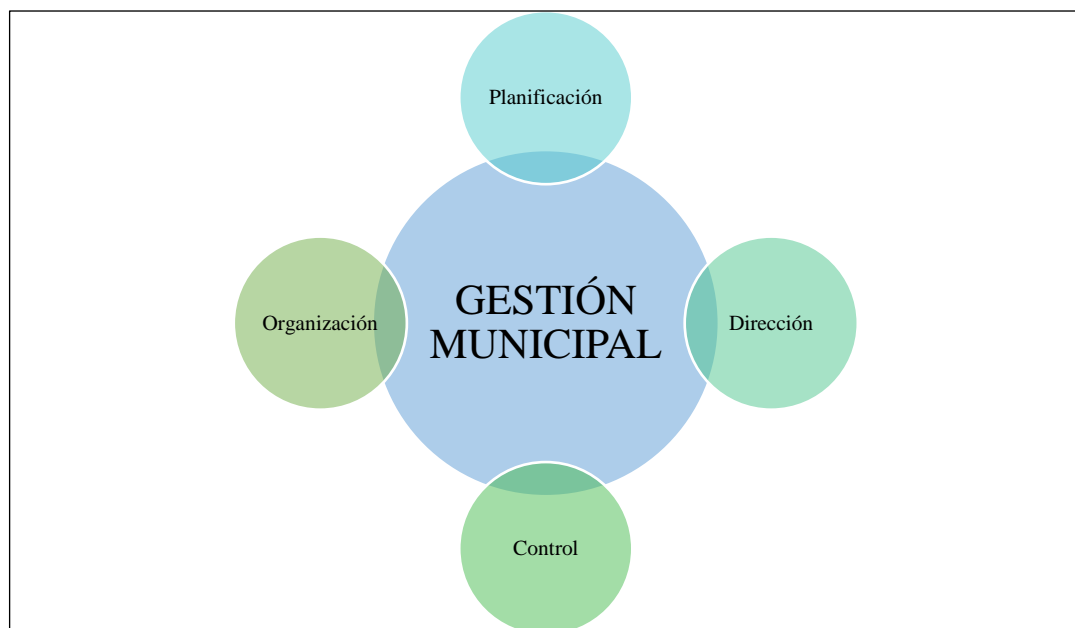 Planificación
GESTIÓN
MUNICIPAL
Organización
Dirección
Control